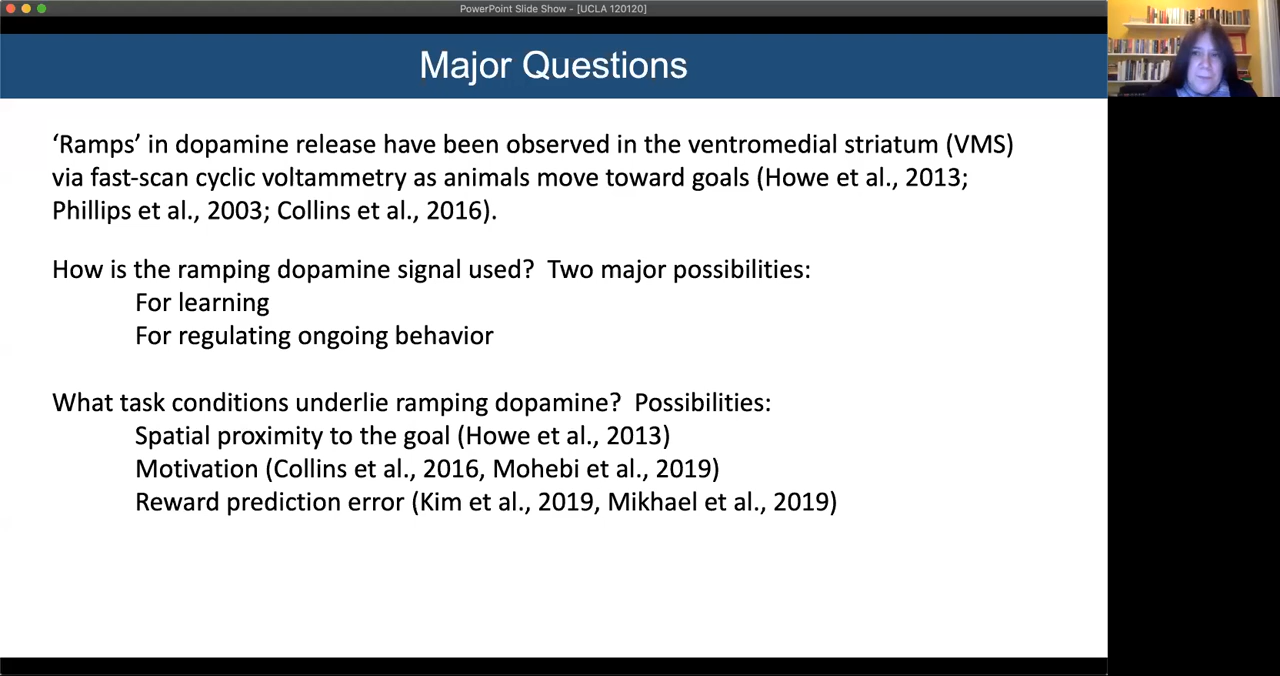 PowerPoint Slide Show - [UCLA 120120]
Major Questions
‘Ramps’ in dopamine release have been observed in the ventromedial striatum (VMS)
via fast-scan cyclic voltammetry as animals move toward goals (Howe et al., 2013;
Phillips et al., 2003; Collins et al., 2016).
How is the ramping dopamine signal used?  Two major possibilities:
For learning
For regulating ongoing behavior
What task conditions underlie ramping dopamine?  Possibilities:
Spatial proximity to the goal (Howe et al., 2013)
Motivation (Collins et al., 2016, Mohebi et al., 2019)
Reward prediction error (Kim et al., 2019, Mikhael et al., 2019)